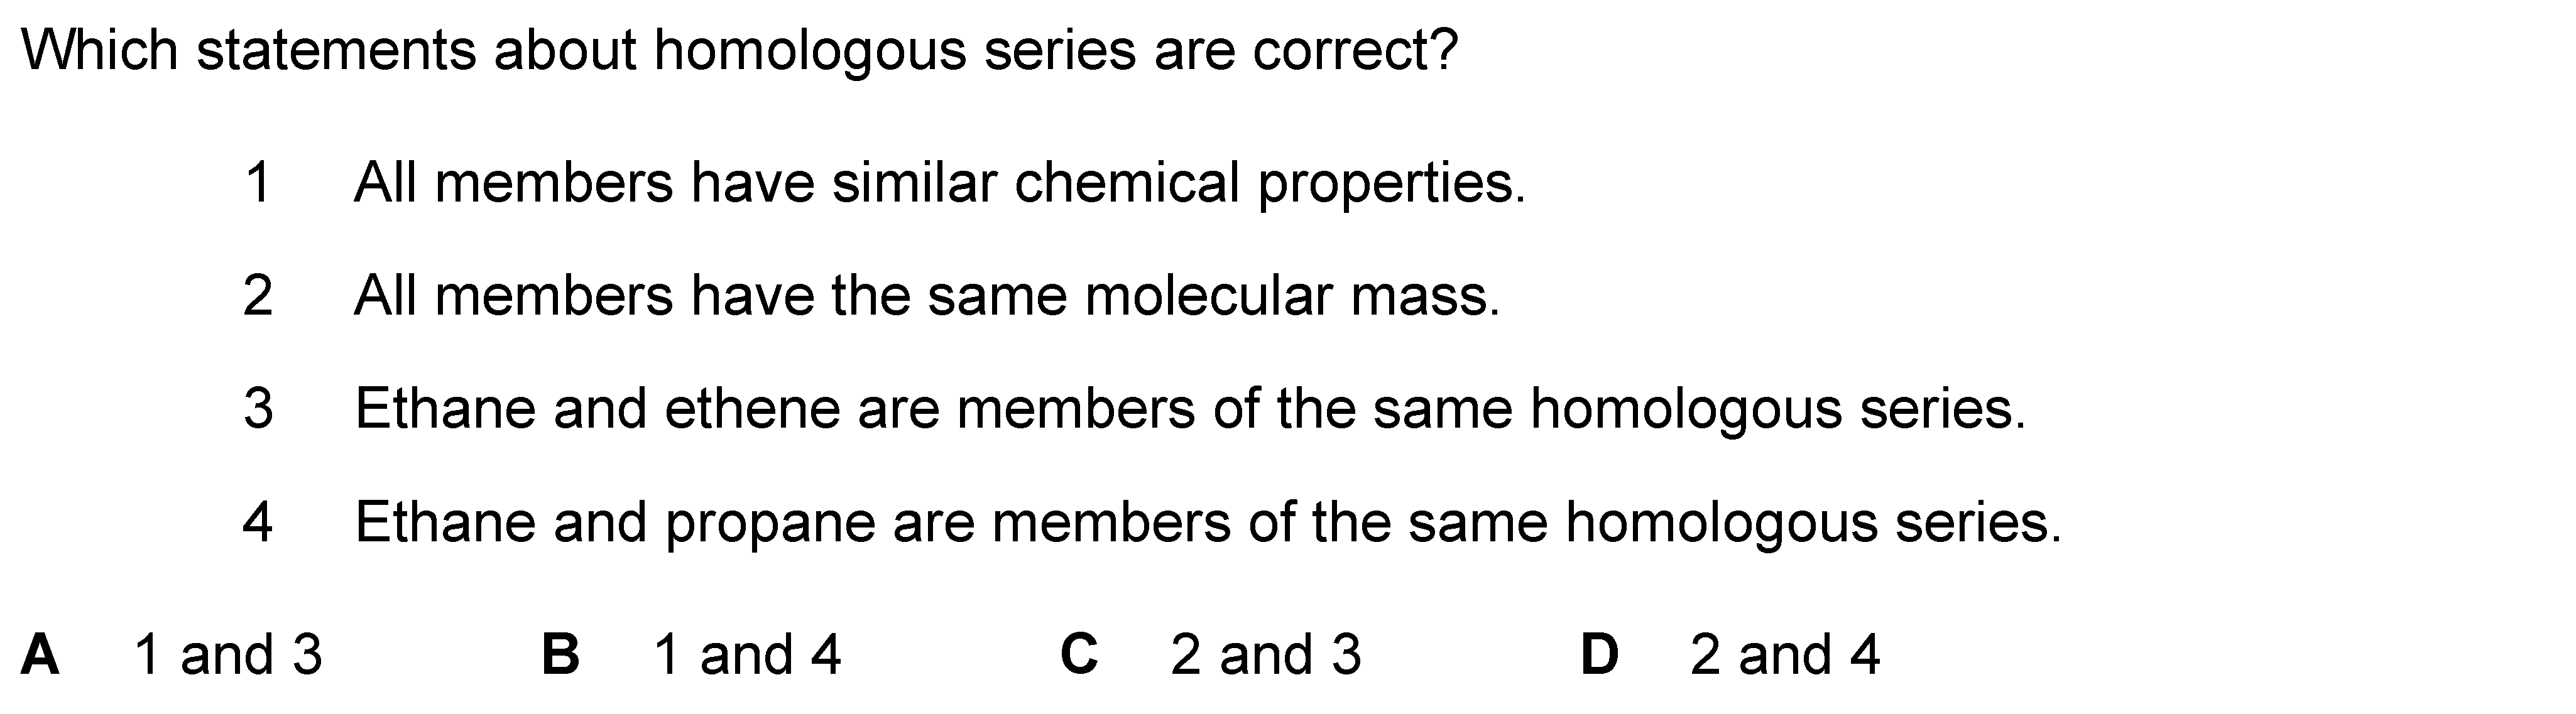 Which statements about homologous series are correct?
1 All members have similar chemical properties.
2 All members have the same molecular mass.
3 Ethane and ethene are members of the same homologous series.
4 Ethane and propane are members of the same homologous series.
A 1 and 3 B 1 and 4 C 2 and 3 D 2 and 4